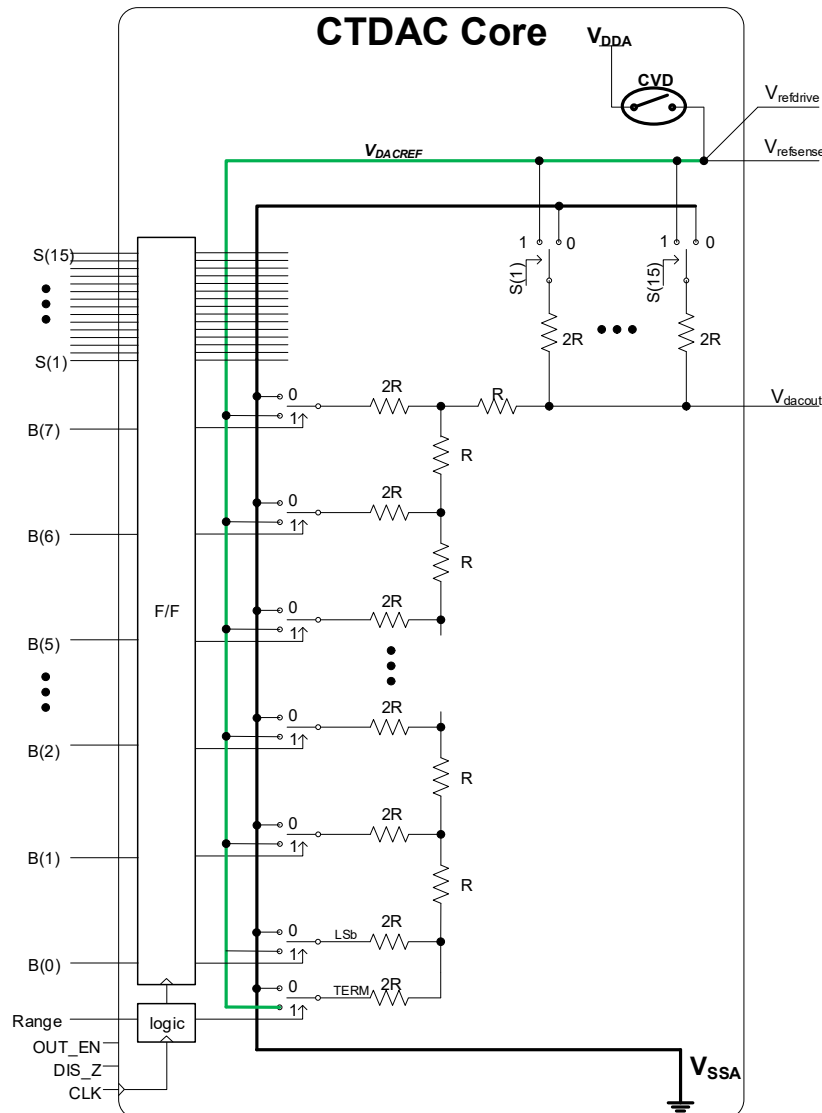 CTDAC Core
VDDA
CVD
Vrefdrive
VDACREF
Vrefsense
S(15)
1 0
1 0
S(1)
S(15)
2R
2R
S(1)
0
2R
R
Vdacout
1
B(7)
R
0
2R
1
B(6)
R
0
2R
F/F
1
B(5)
0
2R
1
B(2)
R
0
2R
1
B(1)
R
0
LSb
2R
1
B(0)
0
TERM
2R
1
Range
logic
OUT_EN
DIS_Z
VSSA
CLK